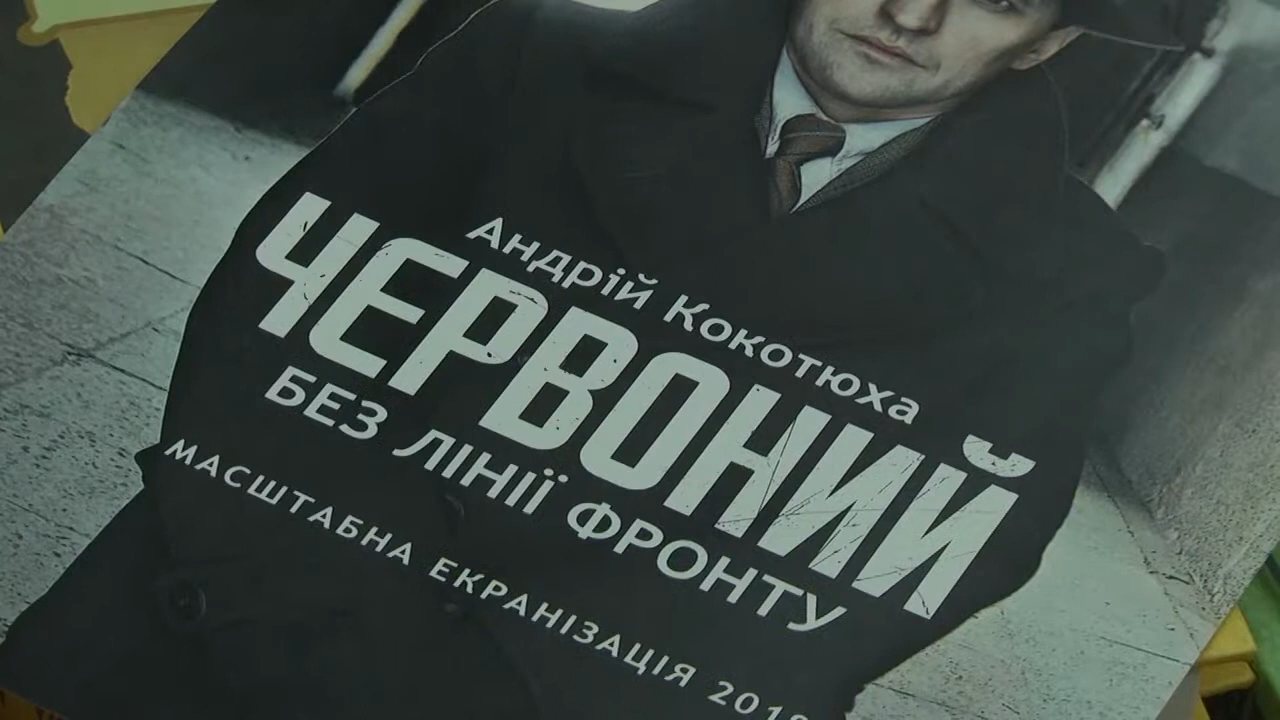 Андрій Кокотюха
ЧЕРВОНИЙ
БЕЗ ЛІНІЇ ФРОНТУ
МАСШТАБНА ЕКРАНІЗАЦІЯ